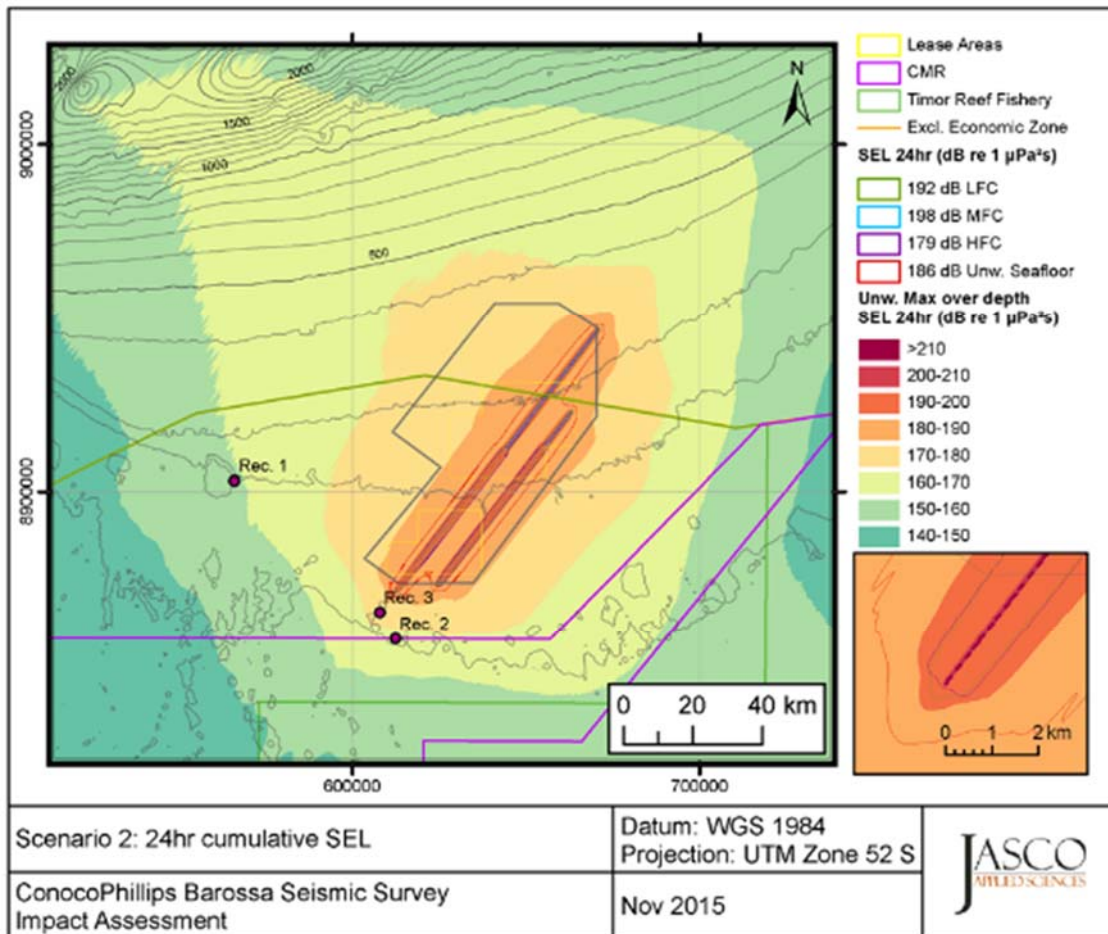 2000
2000
1500
1000
500
N
Rec. 1
Rec. 3
Rec. 2
9000000
8900000
600000
700000
0 20 40 km
Lease Areas
CMR
Timor Reef Fishery
Excl. Economic Zone
SEL 24hr (dB re 1 µPa²s)
192 dB LFC
198 dB MFC
179 dB HFC
186 dB Unw. Seafloor
Unw. Max over depth
SEL 24hr (dB re 1 µPa²s)
>210
200-210
190-200
180-190
170-180
160-170
150-160
140-150
0 1 2 km
Scenario 2: 24hr cumulative SEL
Datum: WGS 1984
Projection: UTM Zone 52 S
ConocoPhillips Barossa Seismic Survey
Impact Assessment
Nov 2015
JASCO
APPLIED SCIENCES